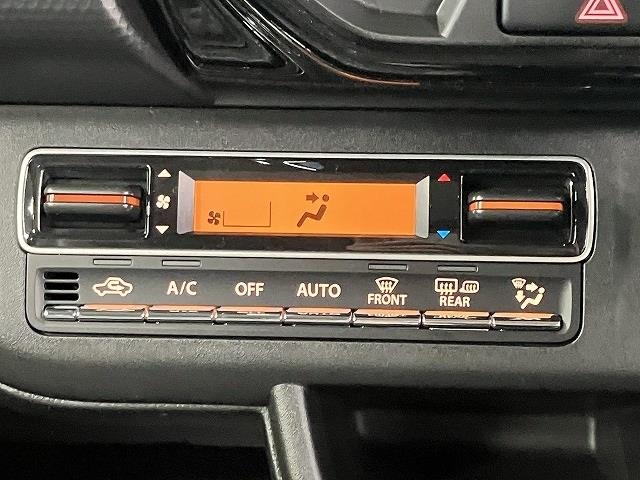 A/C OFF AUTO FRONT REAR